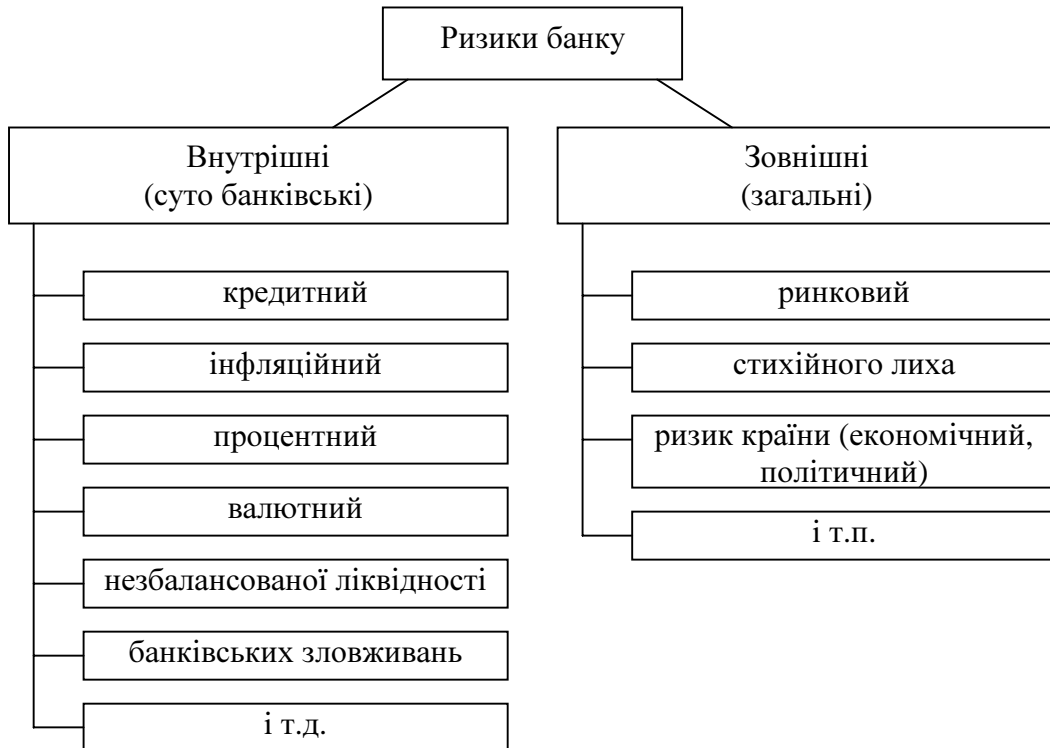 Ризики банку
Внутрішні
(суто банківські)
кредитний
інфляційний
процентний
валютний
незбалансованої ліквідності
банківських зловживань
і т.д.
Зовнішні
(загальні)
ринковий
стихійного лиха
ризик країни (економічний,
політичний)
і т.п.